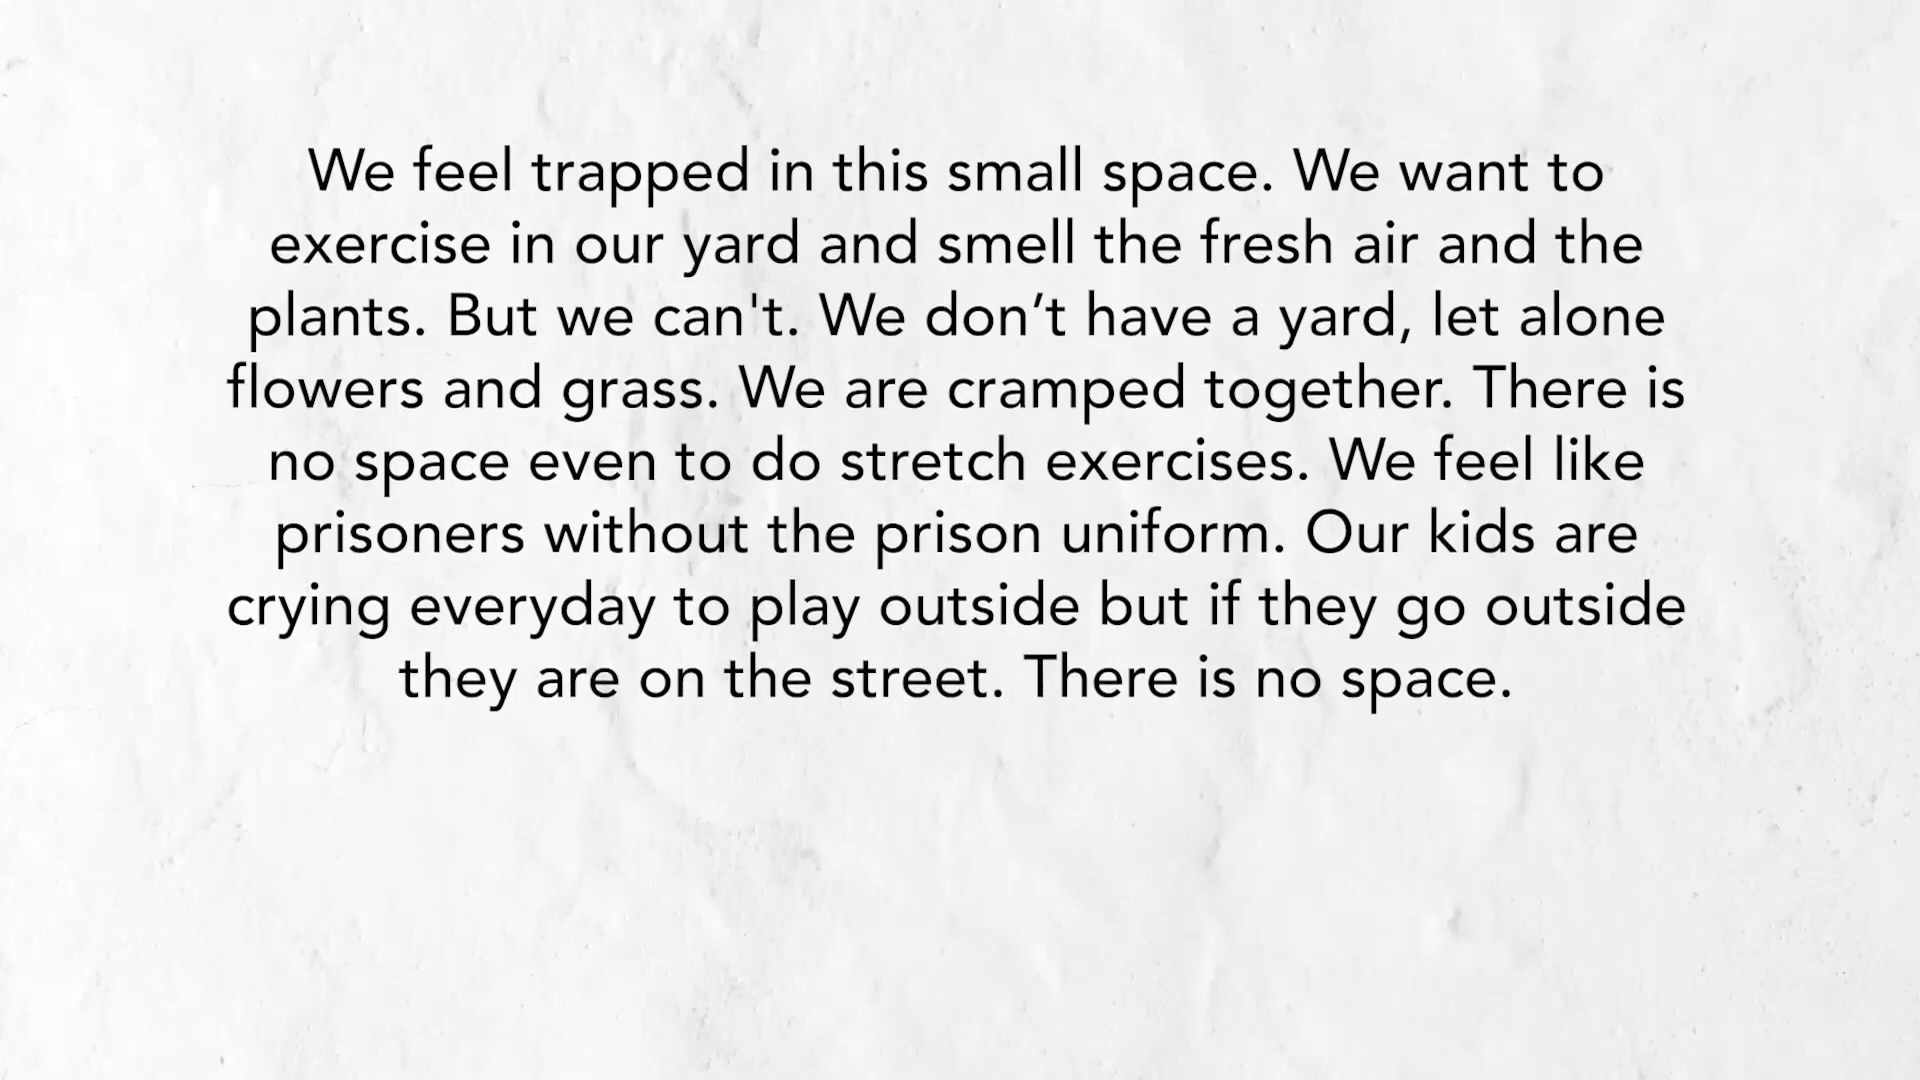 We feel trapped in this small space. We want to
exercise in our yard and smell the fresh air and the
plants. But we can't. We don’t have a yard, let alone
flowers and grass. We are cramped together. There is
no space even to do stretch exercises. We feel like
prisoners without the prison uniform. Our kids are
crying everyday to play outside but if they go outside
they are on the street. There is no space.